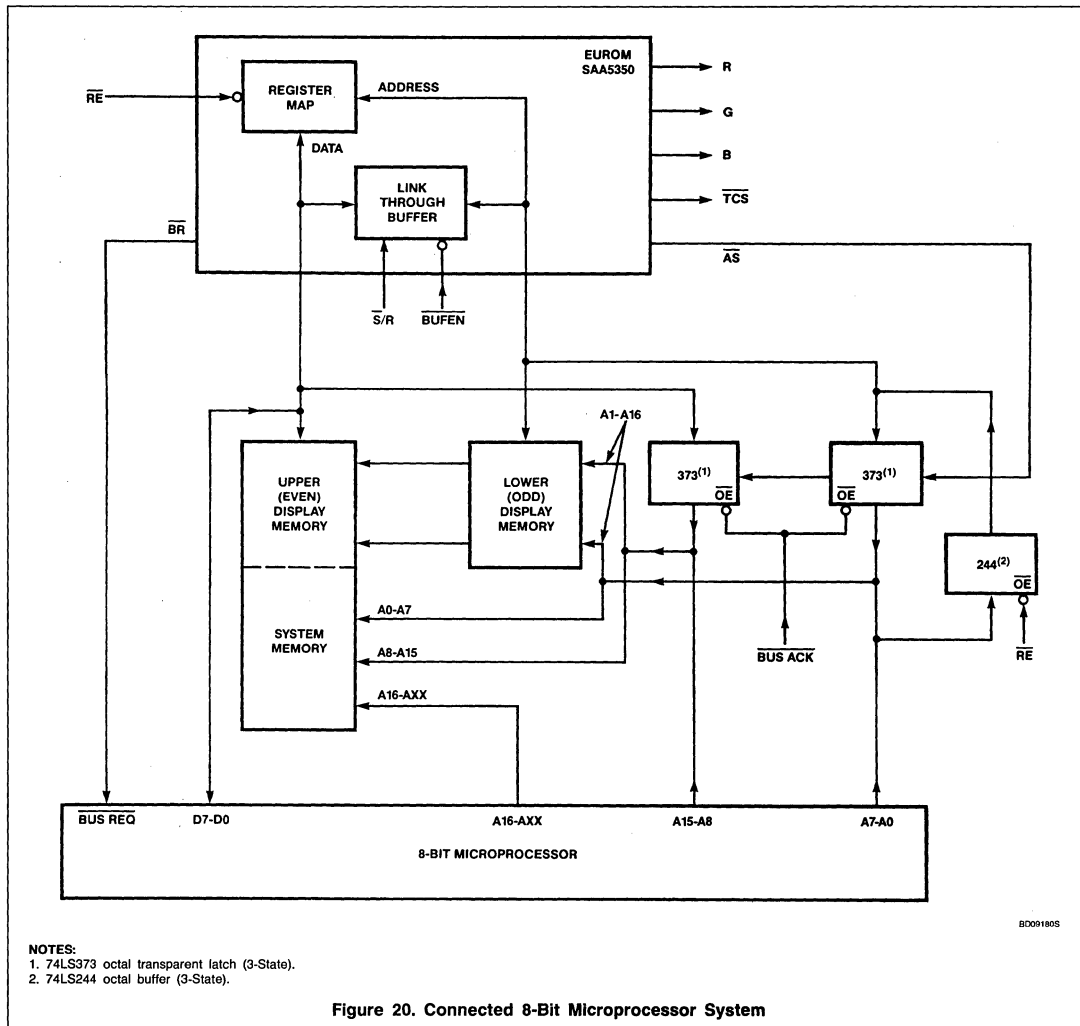 EUROM
SAA5350
R
RE
REGISTER
MAP
ADDRESS
G
DATA
B
LINK
THROUGH
BUFFER
TCS
BR
AS
S/R
BUFEN
A1-A16
UPPER
(EVEN)
DISPLAY
MEMORY
LOWER
(ODD)
DISPLAY
MEMORY
373(1)
OE
373(1)
OE
244(2)
OE
SYSTEM
MEMORY
A0-A7
A8-A15
BUS ACK
RE
A16-AXX
BUS REQ
D7-D0
A16-AXX
A15-A8
A7-A0
8-BIT MICROPROCESSOR
BD09180S
NOTES:
1. 74LS373 octal transparent latch (3-State).
2. 74LS244 octal buffer (3-State).
Figure 20. Connected 8-Bit Microprocessor System